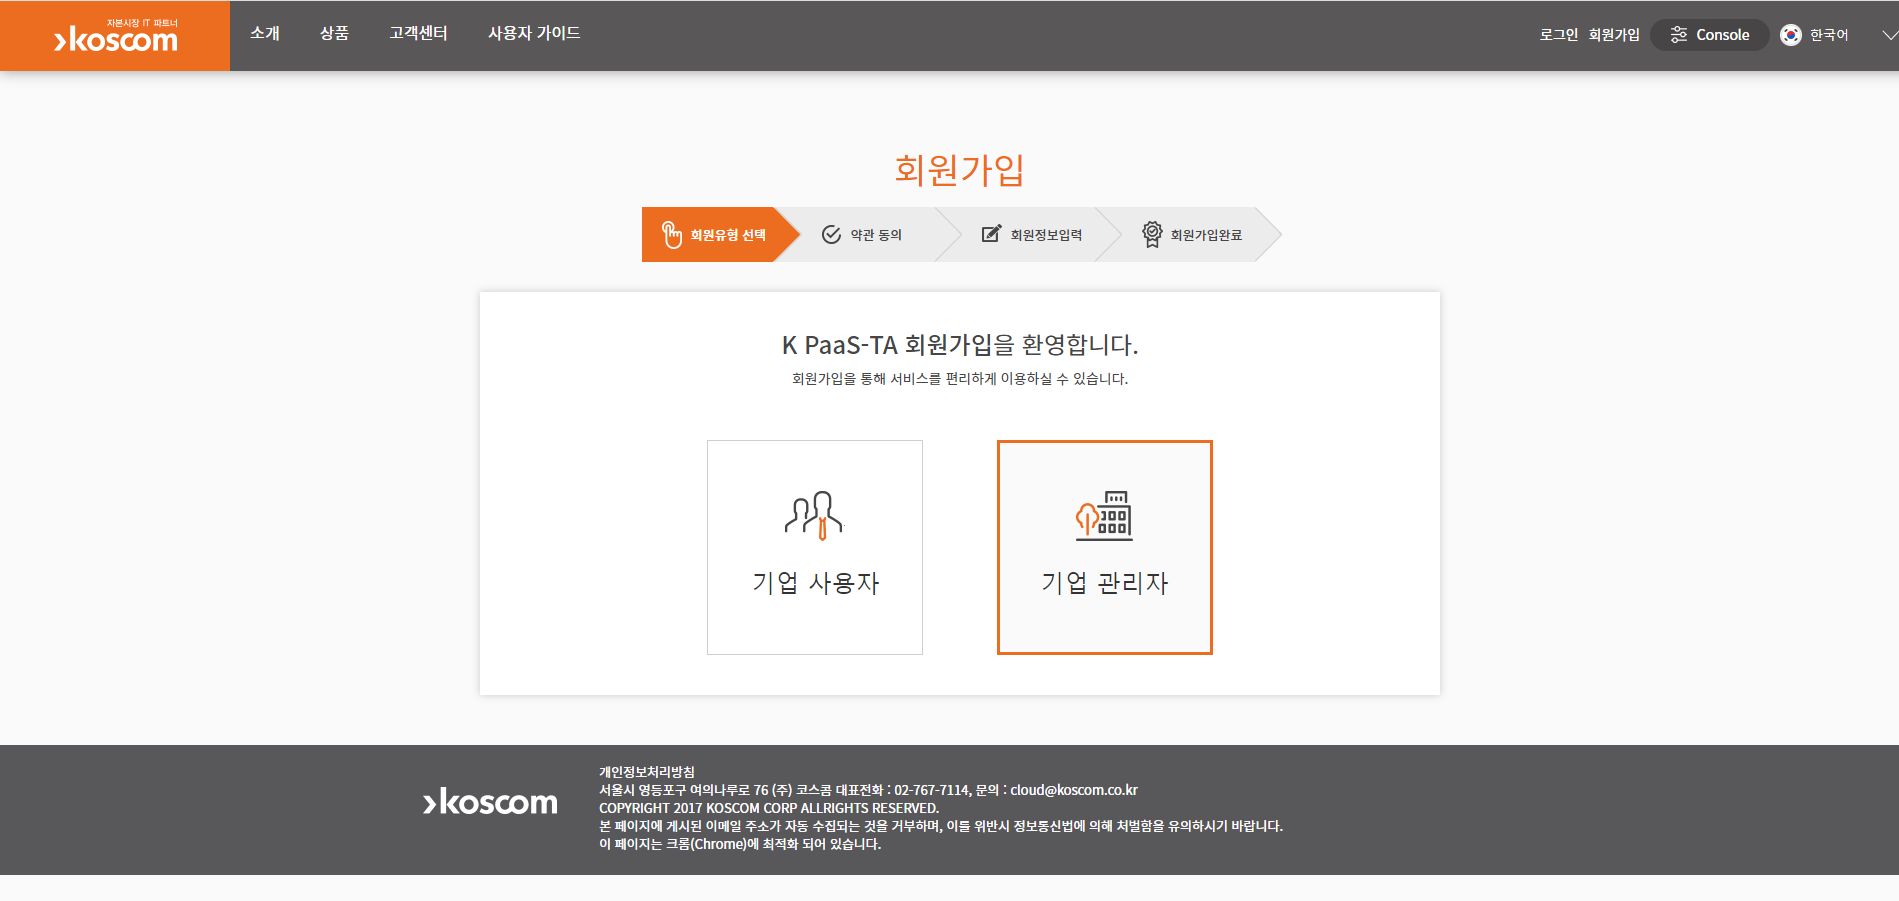 자본시장 IT 파트너
koscom
소개 상품 고객센터 사용자 가이드
로그인 회원가입 Console 한국어
회원가입
회원유형 선택 약관 동의 회원정보입력 회원가입완료
K PaaS-TA 회원가입을 환영합니다.
회원가입을 통해 서비스를 편리하게 이용하실 수 있습니다.
기업 사용자 기업 관리자
koscom
개인정보처리방침
서울시 영등포구 여의나루로 76 (주) 코스콤 대표전화 : 02-767-7114, 문의 : cloud@koscom.co.kr
COPYRIGHT 2017 KOSCOM CORP ALLRIGHTS RESERVED.
본 페이지에 게시된 이메일 주소가 자동 수집되는 것을 거부하며, 이를 위반시 정보통신법에 의해 처벌함을 유의하시기 바랍니다.
이 페이지는 크롬(Chrome)에 최적화 되어 있습니다.